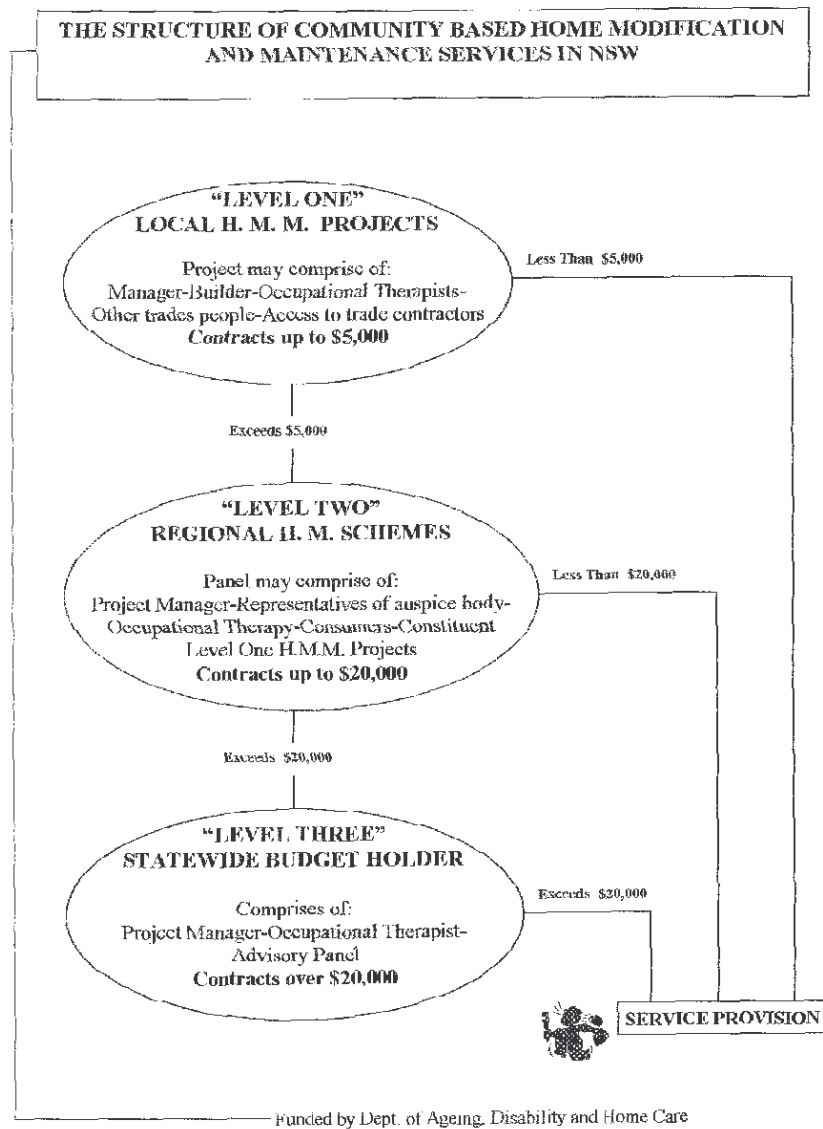 THE STRUCTURE OF COMMUNITY BASED HOME MODIFICATION
AND MAINTENANCE SERVICES IN NSW
“LEVEL ONE”
LOCAL H. M. M. PROJECTS
Project may comprise of:
Manager-Builder-Occupational Therapists-
Other trades people-Access to trade contractors
Contracts up to $5,000
Less Than $5,000
Exceeds $5,000
“LEVEL TWO”
REGIONAL H. M. SCHEMES
Panel may comprise of:
Project Manager-Representatives of auspice body-
Occupational Therapy-Consumers-Constituent
Level One H.M.M. Projects
Contracts up to $20,000
Less Than $20,000
Exceeds $20,000
“LEVEL THREE”
STATEWIDE BUDGET HOLDER
Comprises of:
Project Manager-Occupational Therapist-
Advisory Panel
Contracts over $20,000
Exceeds $20,000
SERVICE PROVISION
Funded by Dept. of Ageing, Disability and Home Care